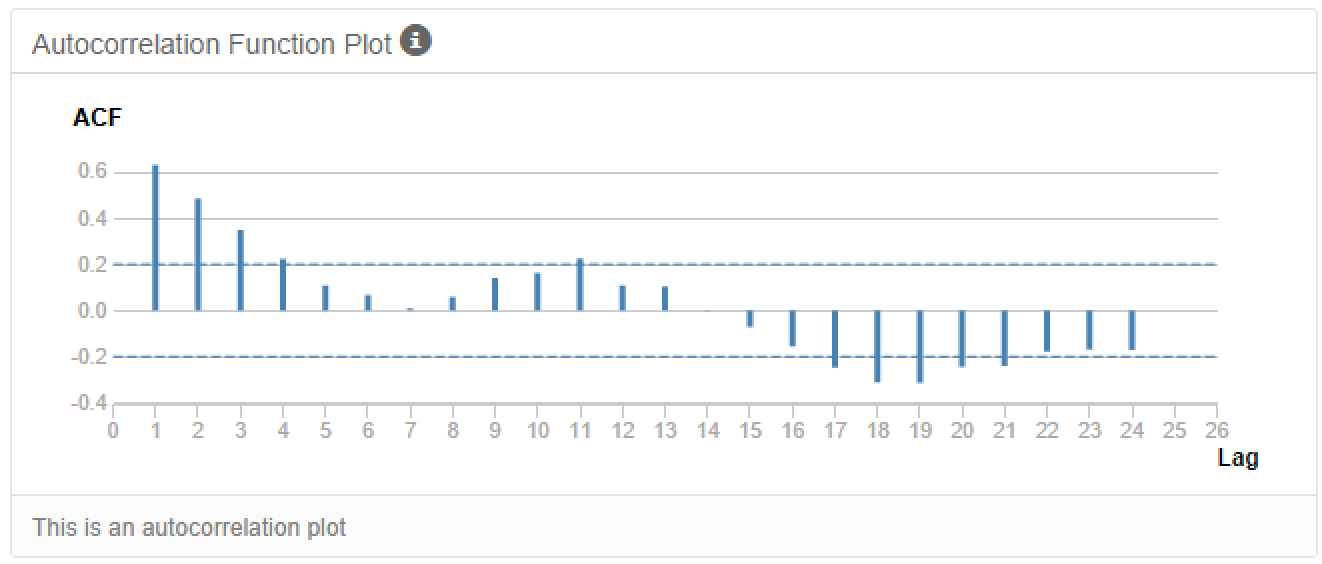 Autocorrelation Function Plot
ACF
0.6
0.4
0.2
0.0
-0.2
-0.4
0 1 2 3 4 5 6 7 8 9 10 11 12 13 14 15 16 17 18 19 20 21 22 23 24 25 26
Lag
This is an autocorrelation plot